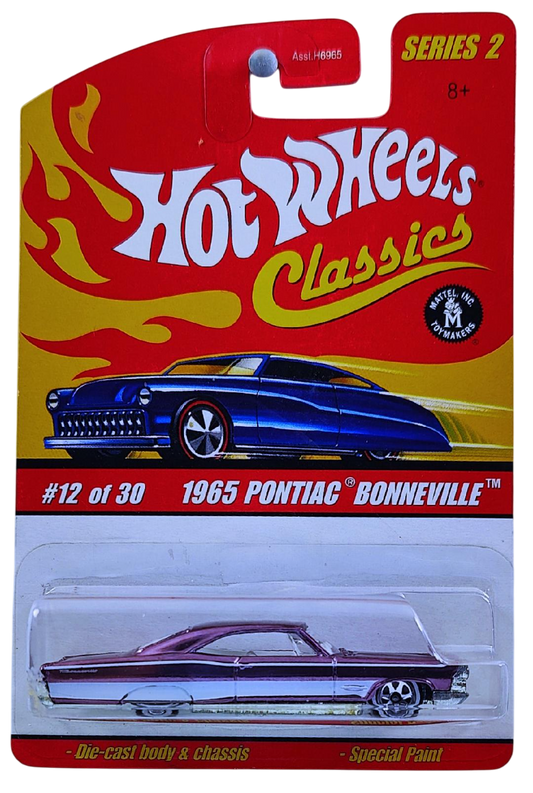 Asst.H6965
SERIES 2
8+
HOT WHEELS®
Classics
MATTEL, INC.
M
TOYMAKERS®
#12 of 30 1965 PONTIAC® BONNEVILLE™
- Die-cast body & chassis - Special Paint